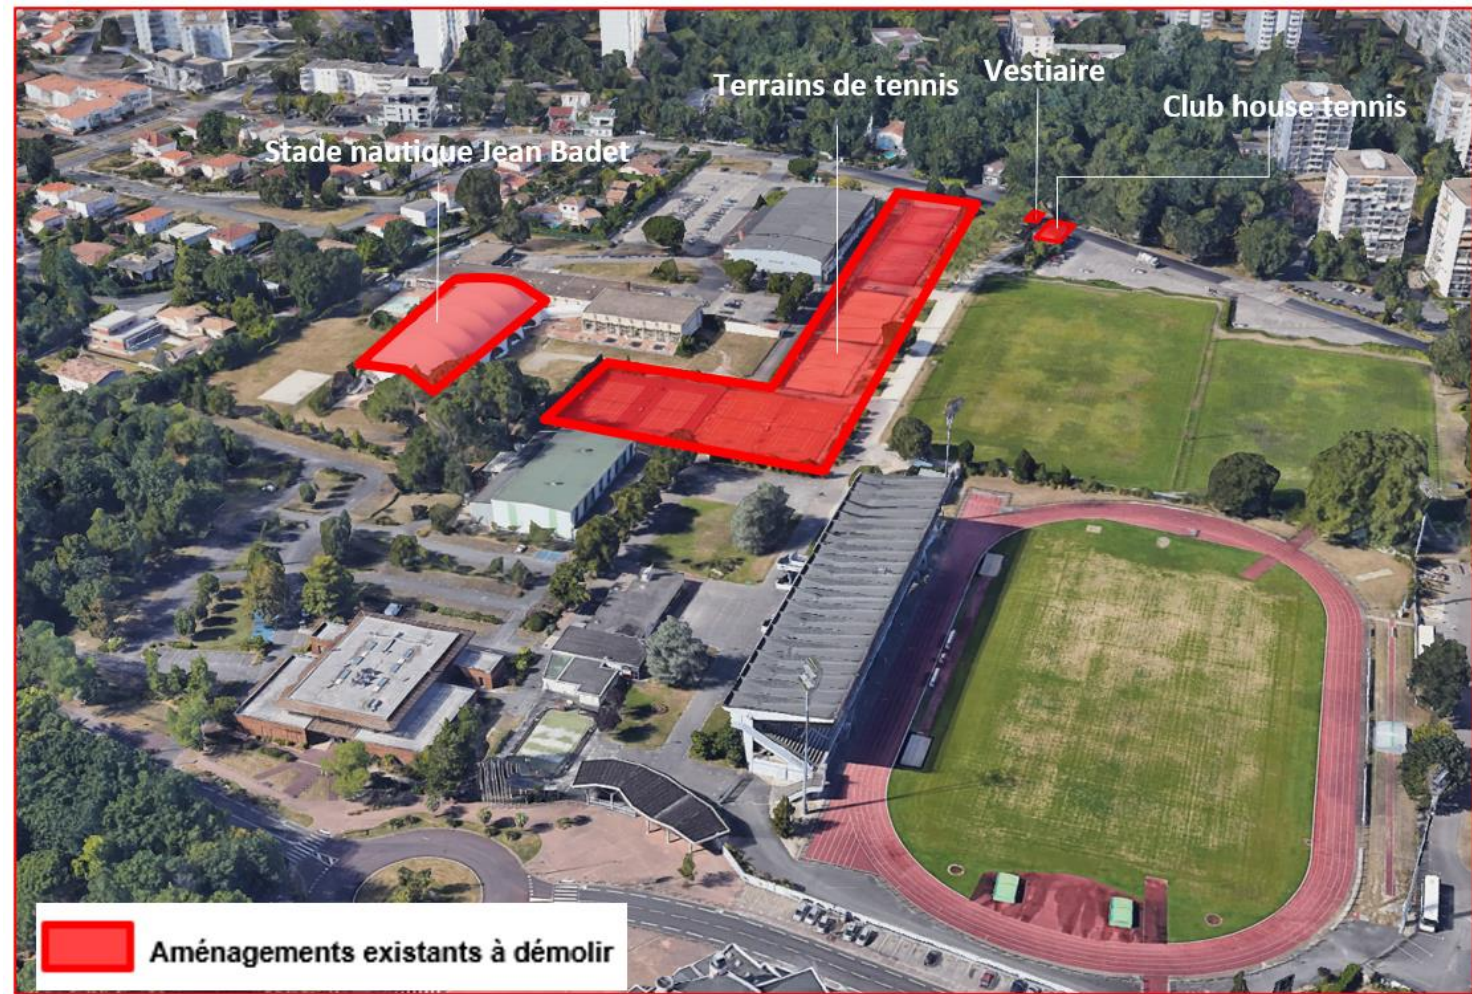 Terrains de tennis
Vestiaire
Club house tennis
Stade nautique Jean Badet
Aménagements existants à démolir